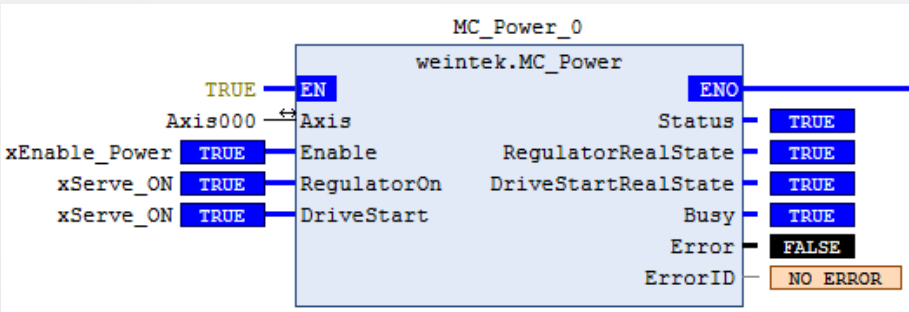 MC_Power_0
weintek.MC_Power
TRUE EN ENO
Axis000 Axis Status TRUE
xEnable_Power TRUE Enable RegulatorRealState TRUE
xServe_ON TRUE RegulatorOn DriveStartRealState TRUE
xServe_ON TRUE DriveStart Busy TRUE
Error FALSE
ErrorID NO ERROR